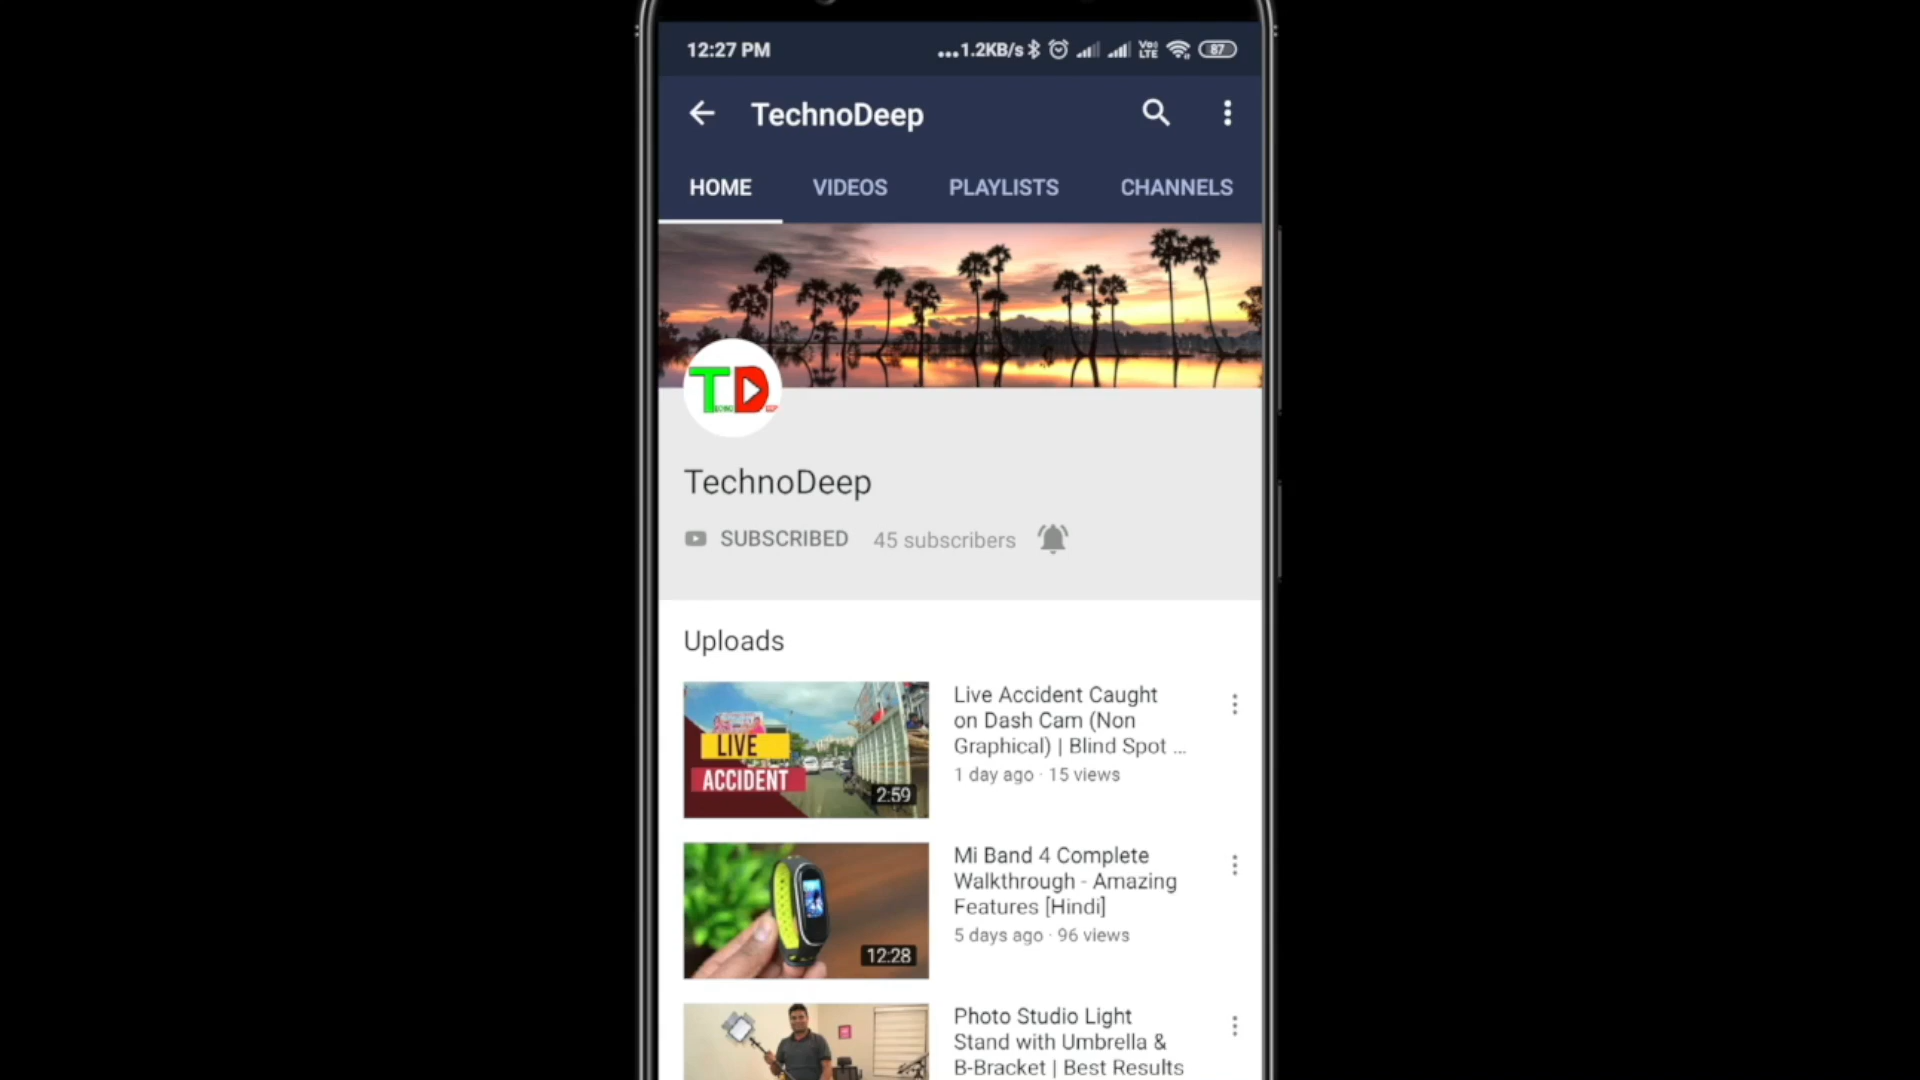 12:27 PM
...1.2KB/s Vo LTE 87
TechnoDeep
HOME VIDEOS PLAYLISTS CHANNELS
TD
TechnoDeep
SUBSCRIBED 45 subscribers
Uploads
LIVE
ACCIDENT
2:59
Live Accident Caught
on Dash Cam (Non
Graphical) | Blind Spot ...
1 day ago · 15 views
12:28
Mi Band 4 Complete
Walkthrough - Amazing
Features [Hindi]
5 days ago · 96 views
Photo Studio Light
Stand with Umbrella &
B-Bracket | Best Results